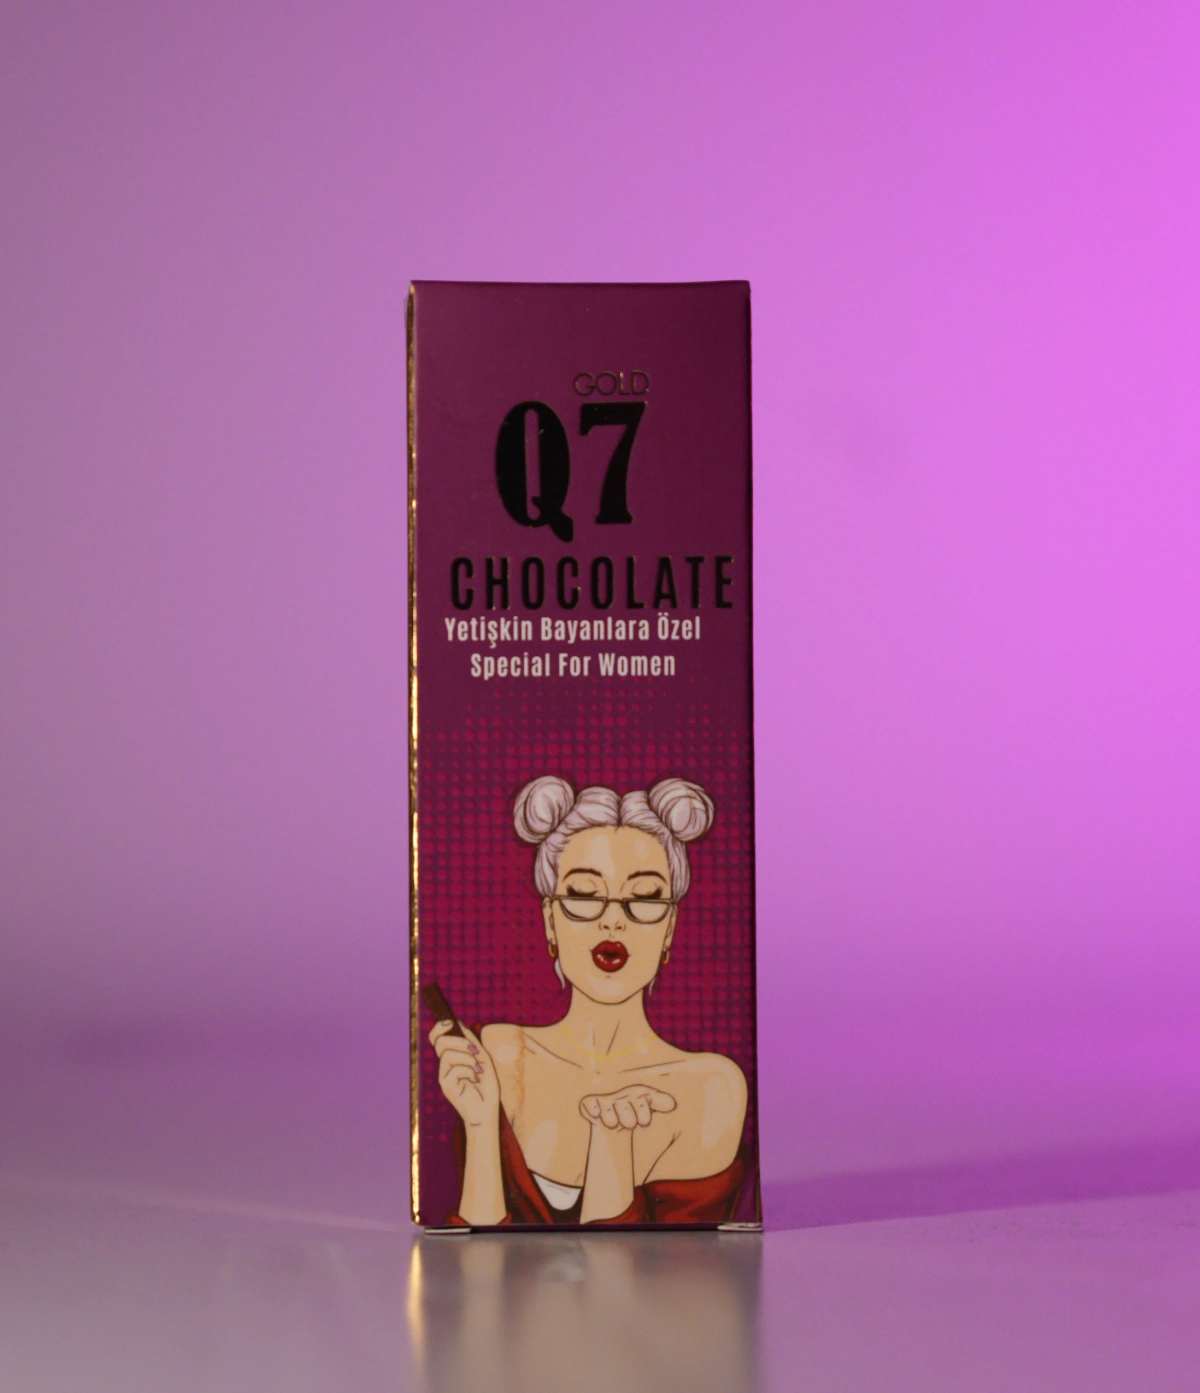 GOLD
Q7
CHOCOLATE
Yetişkin Bayanlara Özel
Special For Women